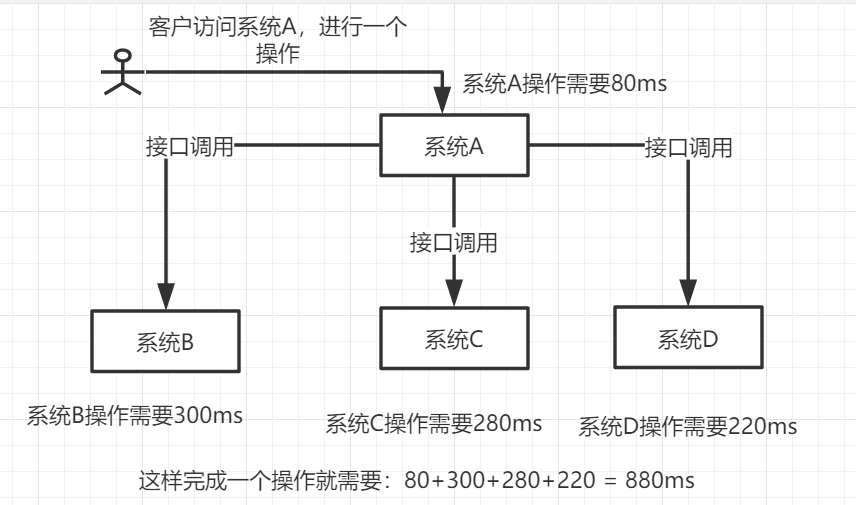 客户访问系统A，进行一个
操作
系统A操作需要80ms
系统A
接口调用
接口调用
接口调用
系统B
系统C
系统D
系统B操作需要300ms
系统C操作需要280ms
系统D操作需要220ms
这样完成一个操作就需要：80+300+280+220 = 880ms